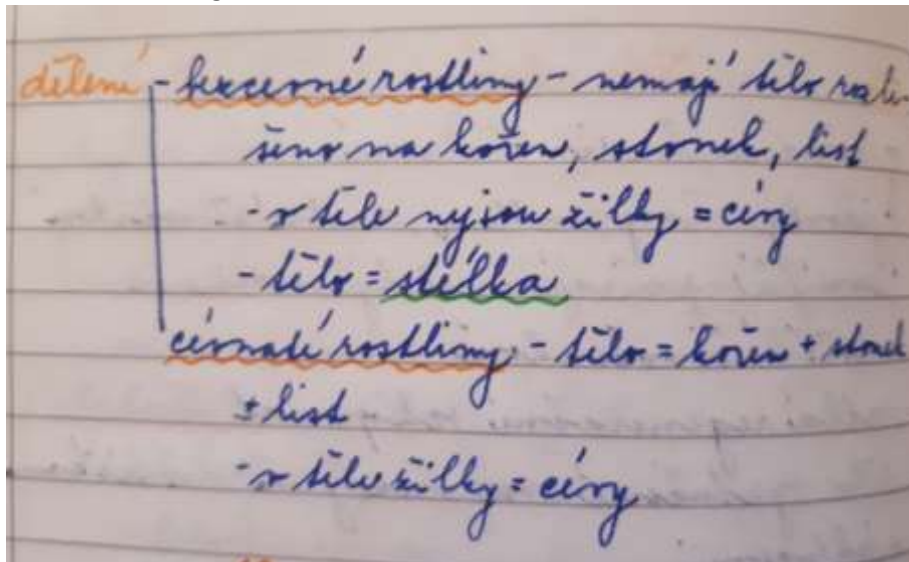 dělení - bezcevné rostliny - nemají tělo rozli-
šeno na kořen, stonek, list
- v těle nejsou žilky = cévy
- tělo = stélka
cévnaté rostliny - tělo = kořen + stonek
± list
- v těle žilky = cévy